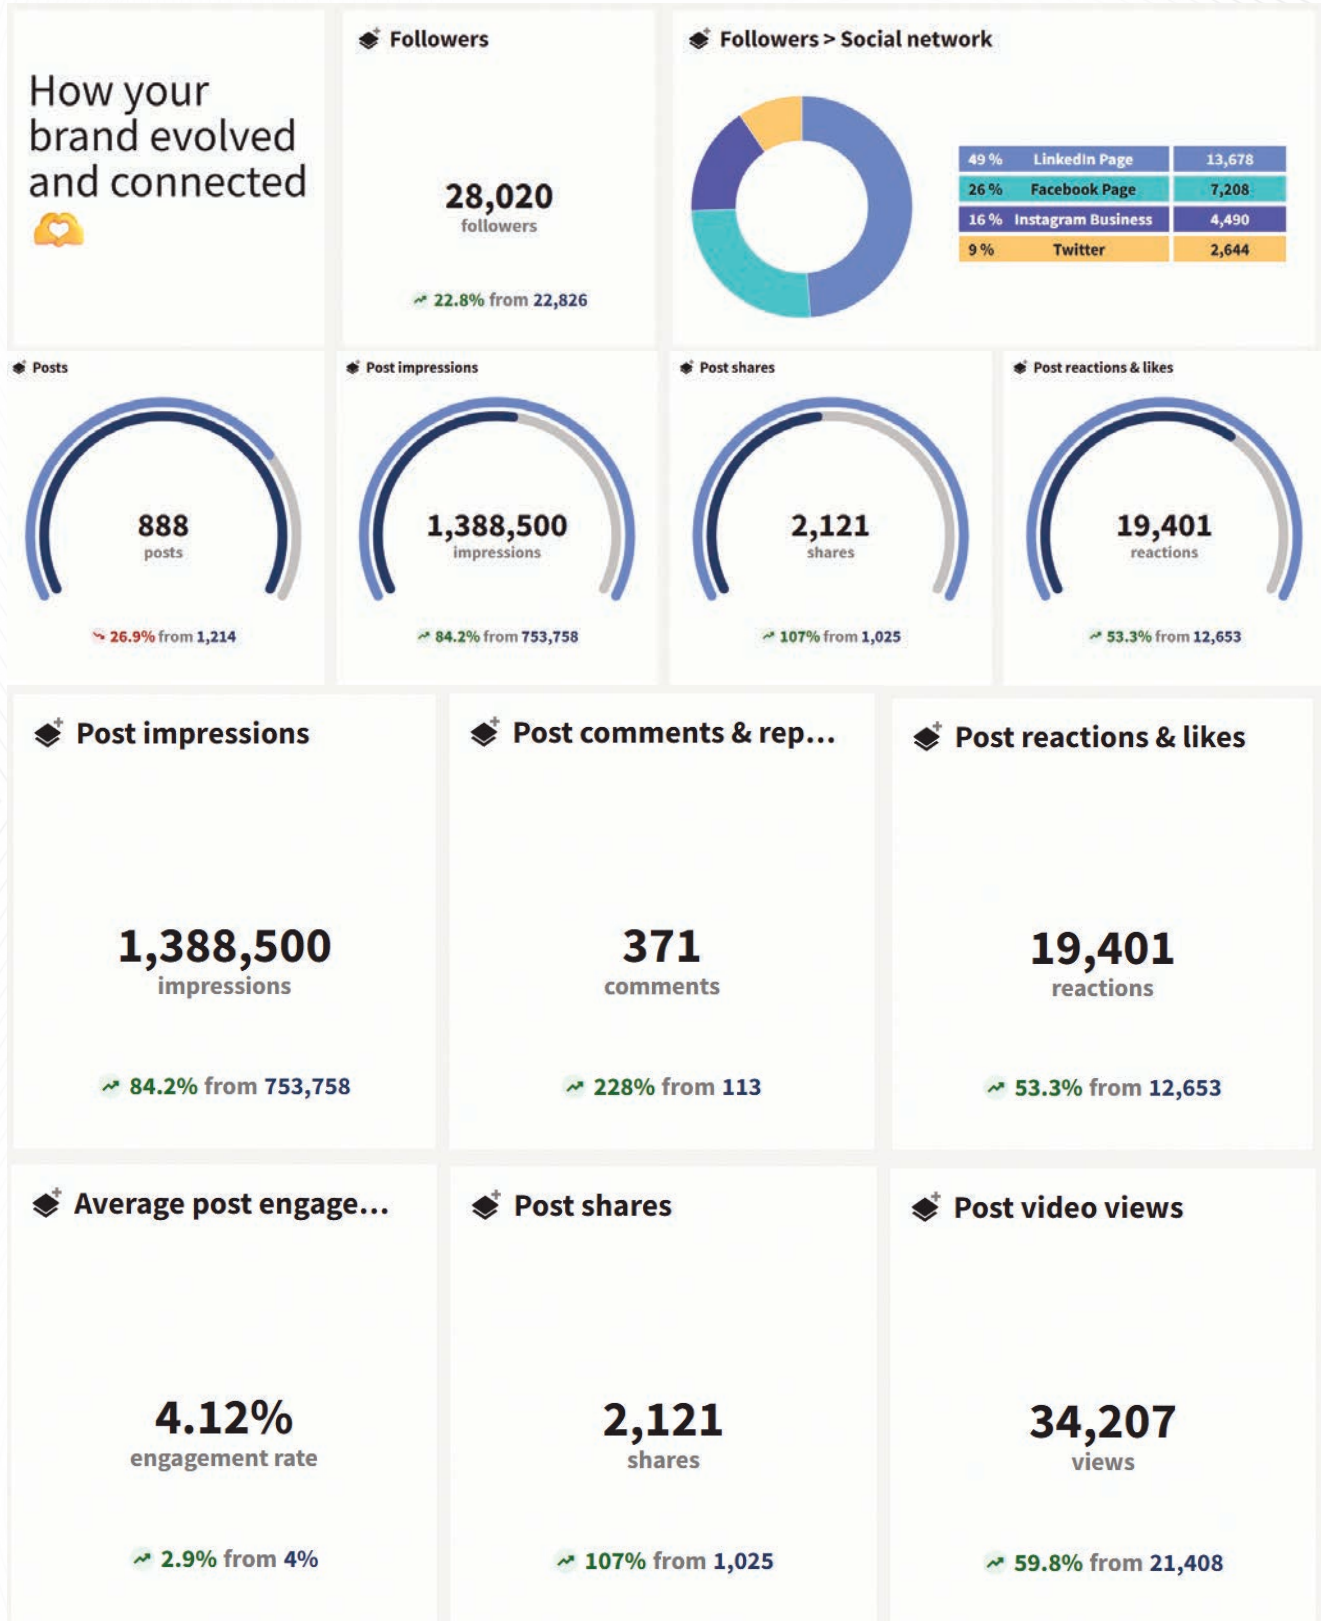 How your
brand evolved
and connected
🫶
Followers
28,020
followers
22.8% from 22,826
Followers > Social network
49 % LinkedIn Page 13,678
26 % Facebook Page 7,208
16 % Instagram Business 4,490
9 % Twitter 2,644
Posts
888
posts
26.9% from 1,214
Post impressions
1,388,500
impressions
84.2% from 753,758
Post shares
2,121
shares
107% from 1,025
Post reactions & likes
19,401
reactions
53.3% from 12,653
Post impressions
1,388,500
impressions
84.2% from 753,758
Post comments & rep...
371
comments
228% from 113
Post reactions & likes
19,401
reactions
53.3% from 12,653
Average post engage...
4.12%
engagement rate
2.9% from 4%
Post shares
2,121
shares
107% from 1,025
Post video views
34,207
views
59.8% from 21,408